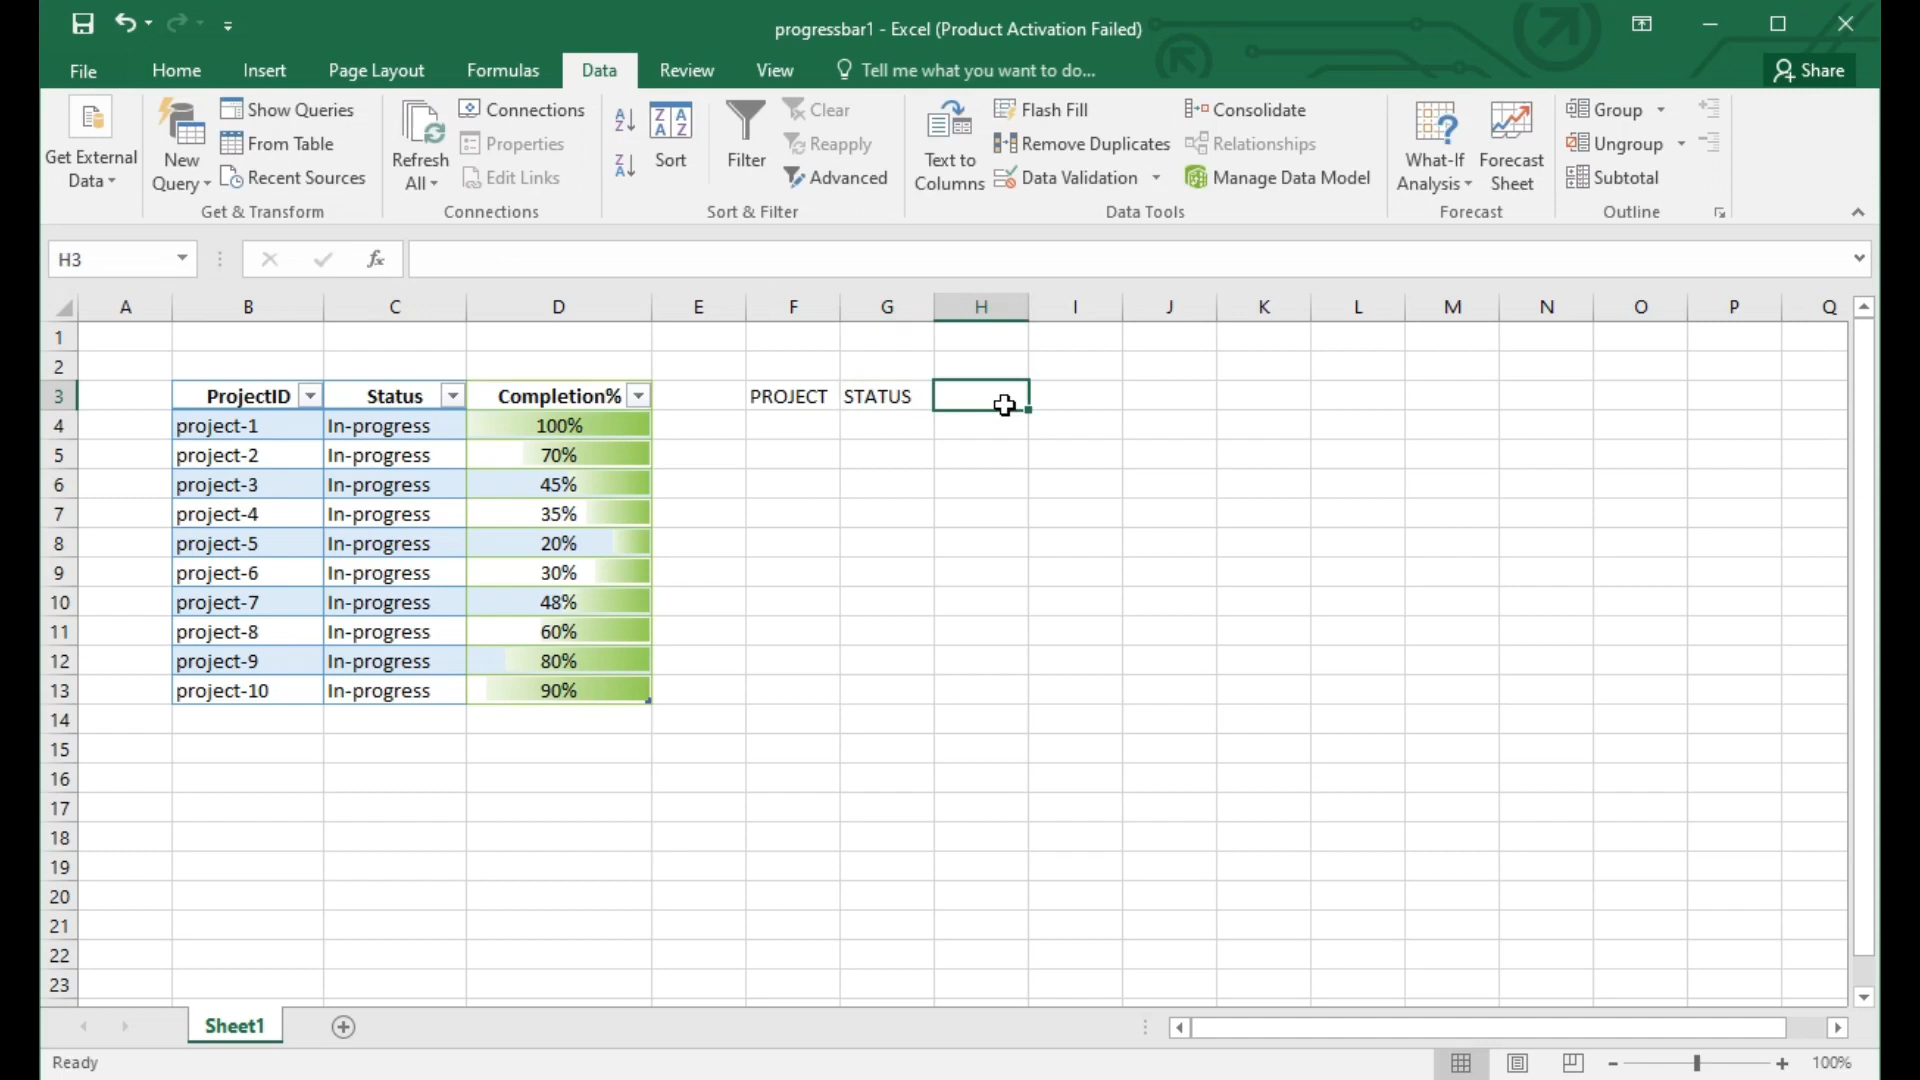 progressbar1 - Excel (Product Activation Failed)
File Home Insert Page Layout Formulas Data Review View Tell me what you want to do... Share
Get External Data
New Query
Show Queries
From Table
Recent Sources
Get & Transform
Refresh All
Connections
Properties
Edit Links
Connections
Sort
Filter
Clear
Reapply
Advanced
Sort & Filter
Text to Columns
Flash Fill
Remove Duplicates
Data Validation
Consolidate
Relationships
Manage Data Model
Data Tools
What-If Analysis
Forecast Sheet
Forecast
Group
Ungroup
Subtotal
Outline
H3 fx
A B C D E F G H I J K L M N O P Q
1
2
3 ProjectID Status Completion% PROJECT STATUS
4 project-1 In-progress 100%
5 project-2 In-progress 70%
6 project-3 In-progress 45%
7 project-4 In-progress 35%
8 project-5 In-progress 20%
9 project-6 In-progress 30%
10 project-7 In-progress 48%
11 project-8 In-progress 60%
12 project-9 In-progress 80%
13 project-10 In-progress 90%
14
15
16
17
18
19
20
21
22
23
Sheet1
Ready 100%